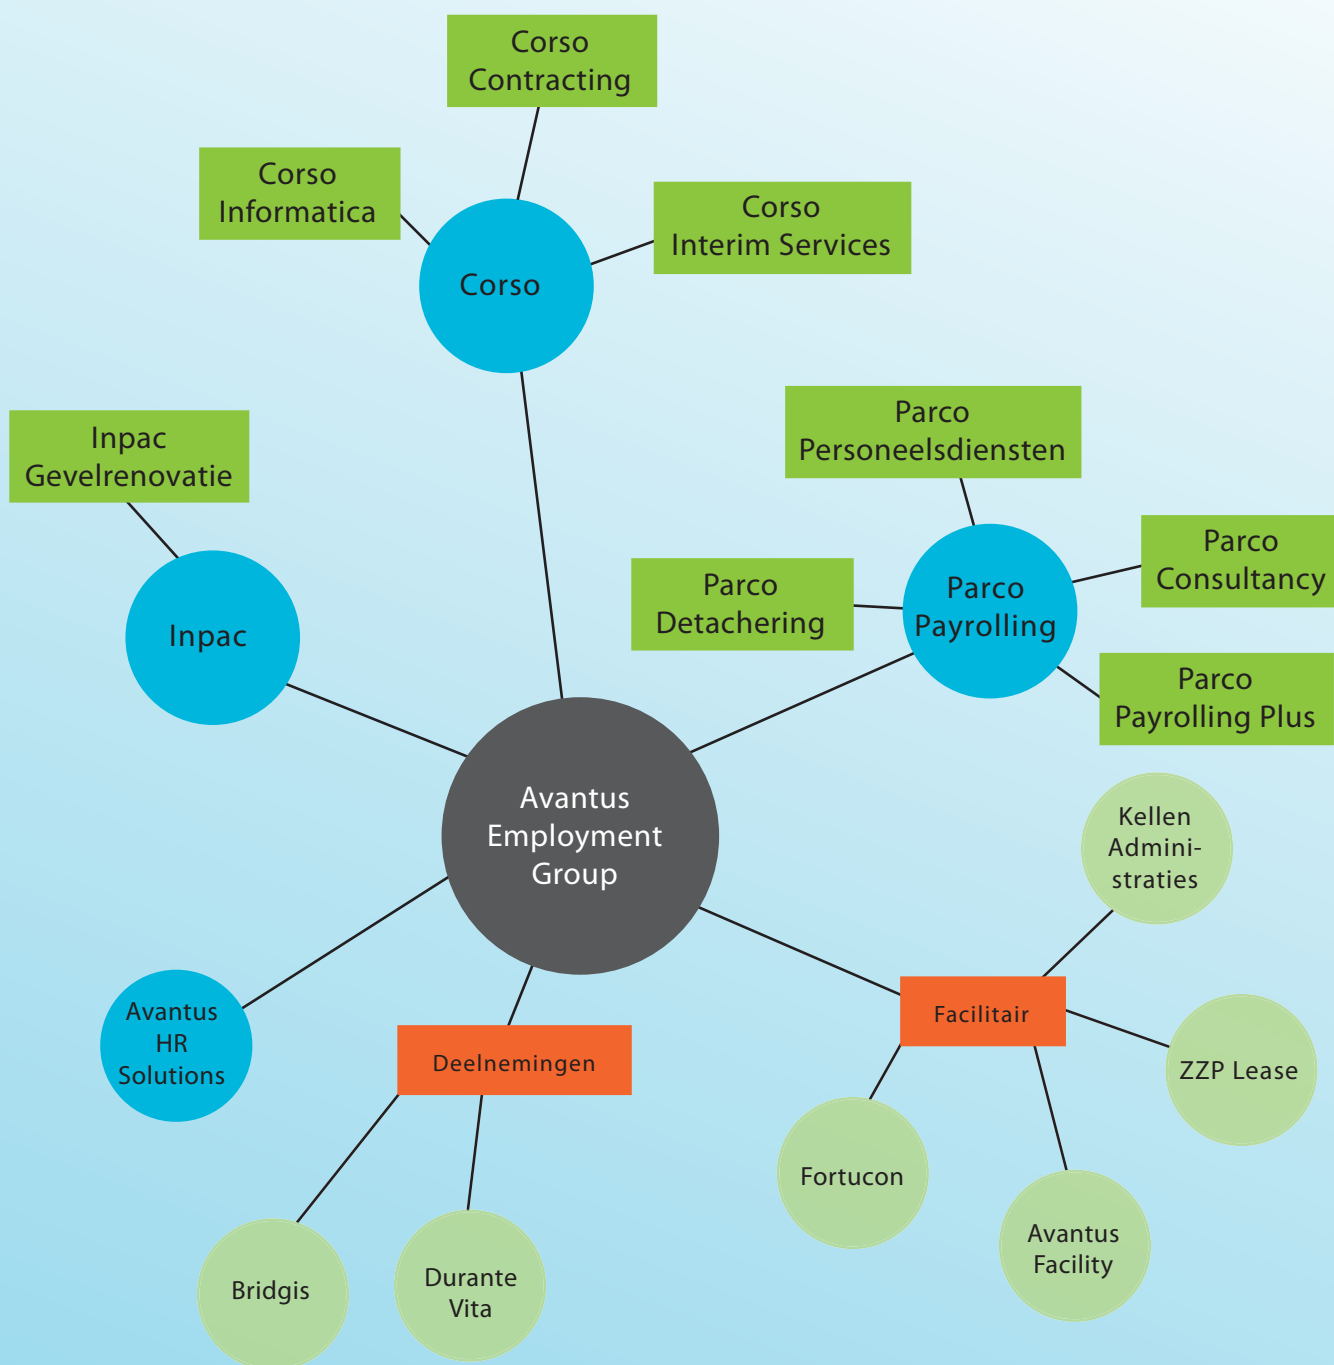 Corso
Contracting
Corso
Informatica
Corso
Interim Services
Corso
Parco
Personeelsdiensten
Inpac
Gevelrenovatie
Parco
Consultancy
Parco
Detachering
Parco
Payrolling
Inpac
Parco
Payrolling Plus
Avantus
Employment
Group
Kellen
Admini-
straties
Avantus
HR
Solutions
Facilitair
Deelnemingen
ZZP Lease
Fortucon
Avantus
Facility
Durante
Vita
Bridgis